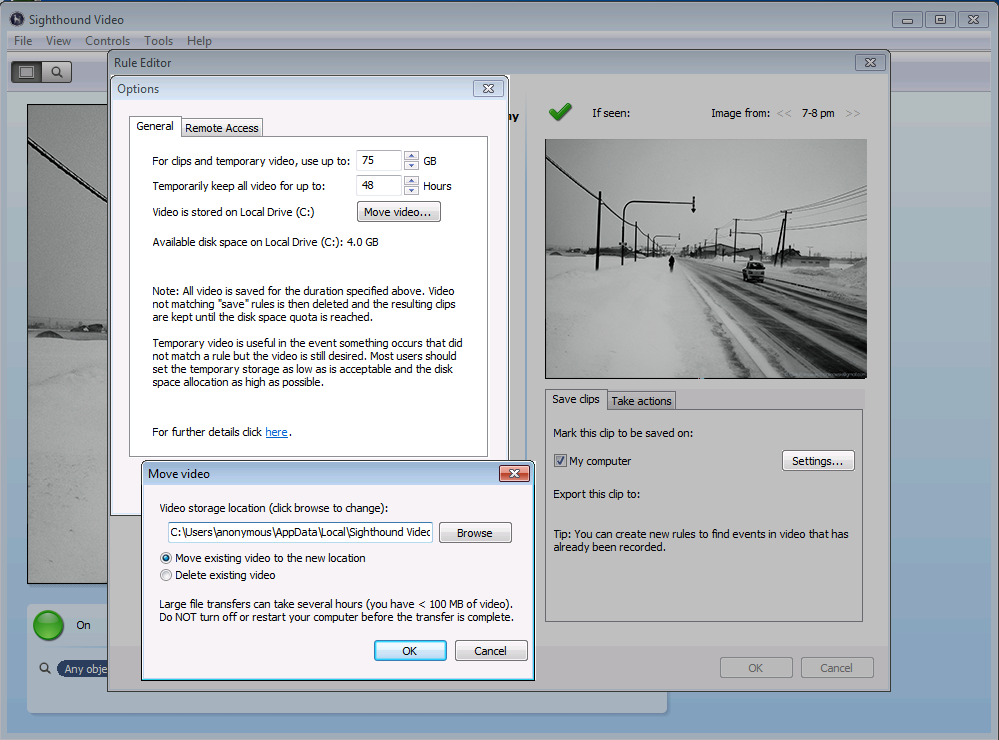 Sighthound Video
File View Controls Tools Help
Rule Editor
Options
General Remote Access
For clips and temporary video, use up to: 75 GB
Temporarily keep all video for up to: 48 Hours
Video is stored on Local Drive (C:) Move video...
Available disk space on Local Drive (C:): 4.0 GB
Note: All video is saved for the duration specified above. Video
not matching "save" rules is then deleted and the resulting clips
are kept until the disk space quota is reached.
Temporary video is useful in the event something occurs that did
not match a rule but the video is still desired. Most users should
set the temporary storage as low as is acceptable and the disk
space allocation as high as possible.
For further details click here.
ny
If seen: Image from: << 7-8 pm >>
Save clips Take actions
Mark this clip to be saved on:
My computer Settings...
Export this clip to:
Tip: You can create new rules to find events in video that has
already been recorded.
OK Cancel
Move video
Video storage location (click browse to change):
C:\Users\anonymous\AppData\Local\Sighthound Videc Browse
Move existing video to the new location
Delete existing video
Large file transfers can take several hours (you have < 100 MB of video).
Do NOT turn off or restart your computer before the transfer is complete.
OK Cancel
On
Any obje